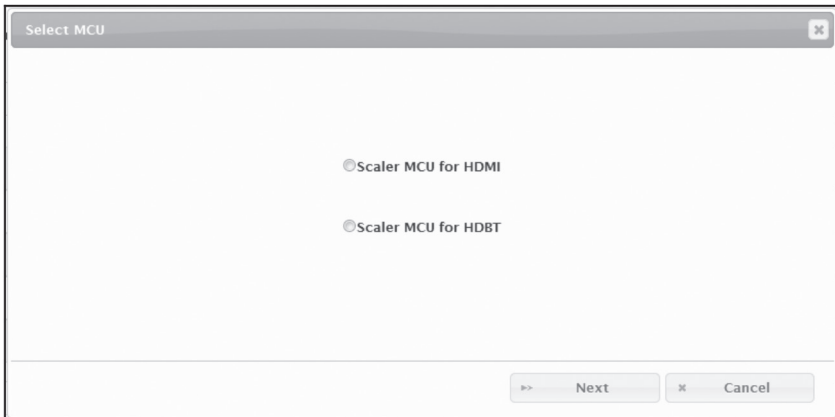 Select MCU
Scaler MCU for HDMI
Scaler MCU for HDBT
Next
Cancel